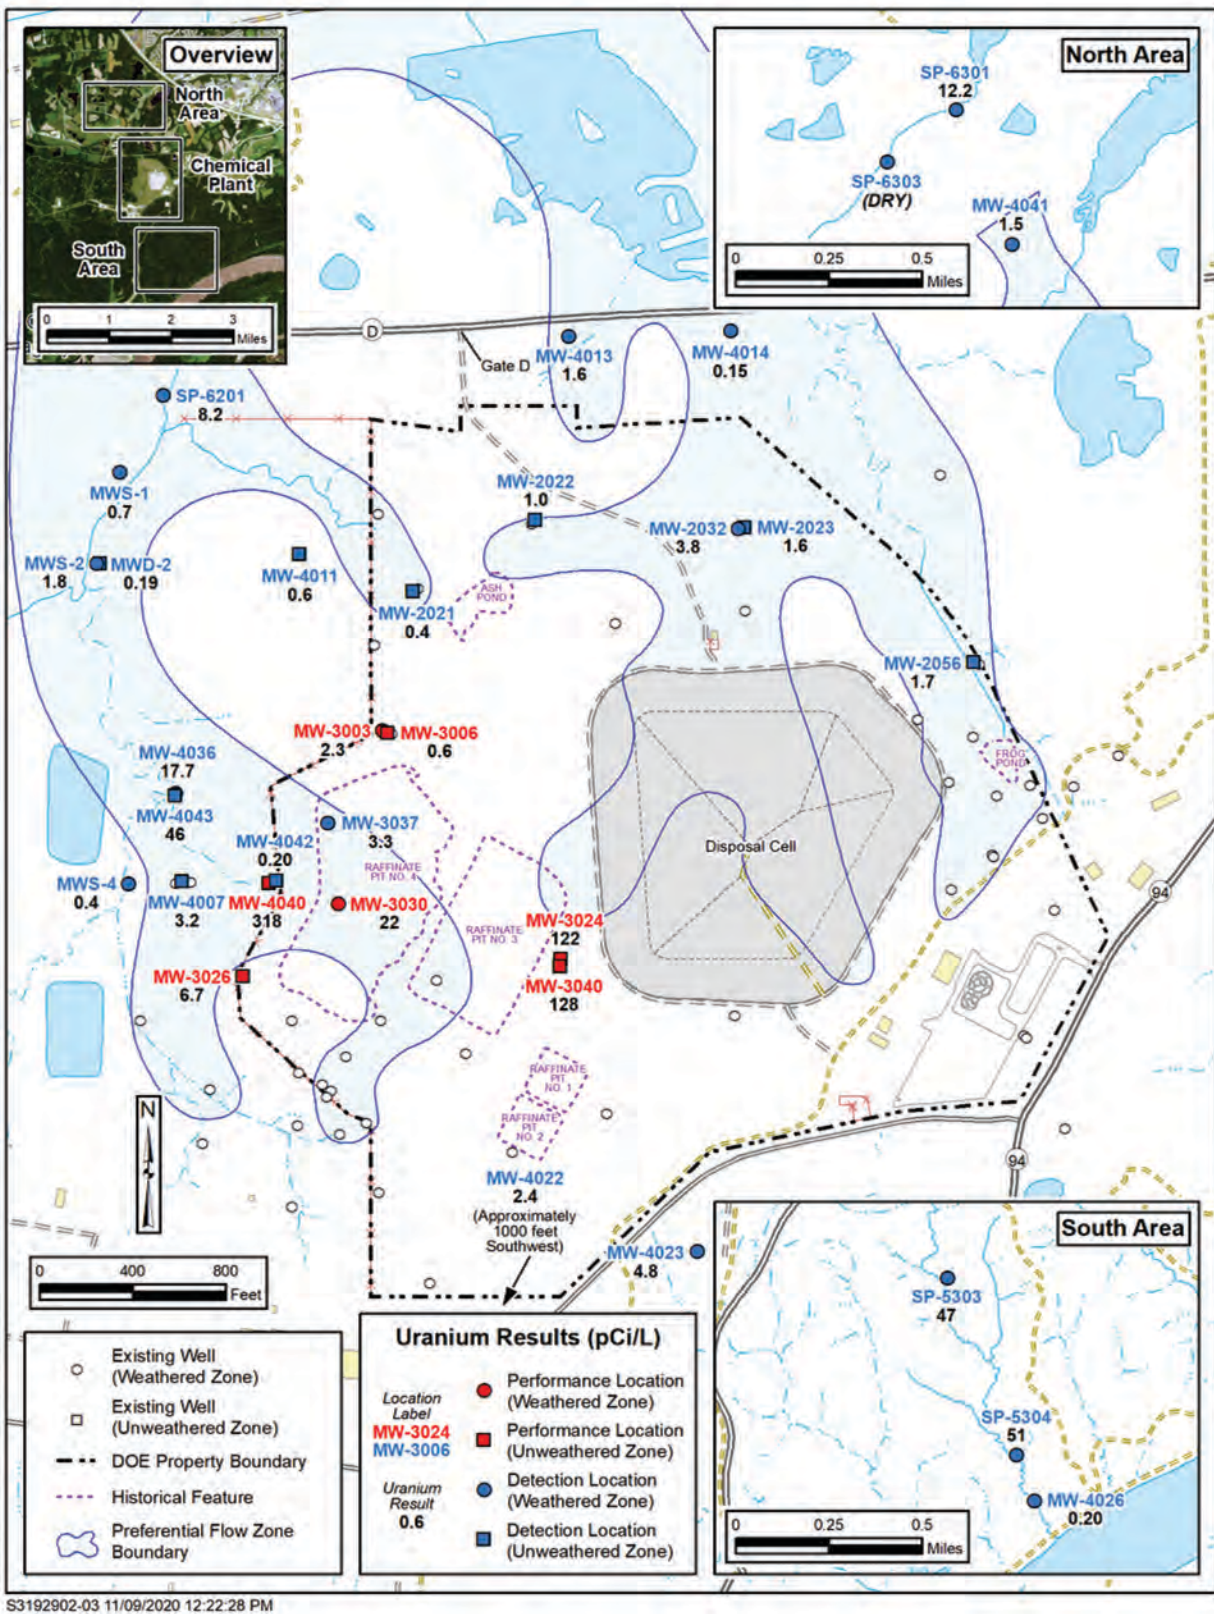 Overview
North
Area
Chemical
Plant
South
Area
0 1 2 3
Miles
North Area
SP-6301
12.2
SP-6303
(DRY)
MW-4041
1.5
0 0.25 0.5
Miles
D
Gate D
MW-4013
1.6
MW-4014
0.15
SP-6201
8.2
MWS-1
0.7
MW-2022
1.0
MW-2032
3.8
MW-2023
1.6
MWS-2
1.8
MWD-2
0.19
MW-4011
0.6
MW-2021
0.4
ASH
POND
MW-2056
1.7
MW-3003
2.3
MW-3006
0.6
FROG
POND
MW-4036
17.7
MW-4043
46
MW-4042
0.20
MW-3037
3.3
RAFFINATE
PIT NO. 4
Disposal Cell
MWS-4
0.4
MW-4007
3.2
MW-4040
318
MW-3030
22
RAFFINATE
PIT NO. 3
MW-3024
122
MW-3040
128
MW-3026
6.7
94
RAFFINATE
PIT
NO. 1
RAFFINATE
PIT
NO. 2
94
N
MW-4022
2.4
(Approximately
1000 feet
Southwest)
MW-4023
4.8
0 400 800
Feet
Existing Well
(Weathered Zone)
Existing Well
(Unweathered Zone)
DOE Property Boundary
Historical Feature
Preferential Flow Zone
Boundary
Uranium Results (pCi/L)
Location
Label
MW-3024
MW-3006
Uranium
Result
0.6
Performance Location
(Weathered Zone)
Performance Location
(Unweathered Zone)
Detection Location
(Weathered Zone)
Detection Location
(Unweathered Zone)
South Area
SP-5303
47
SP-5304
51
MW-4026
0.20
0 0.25 0.5
Miles
S3192902-03 11/09/2020 12:22:28 PM